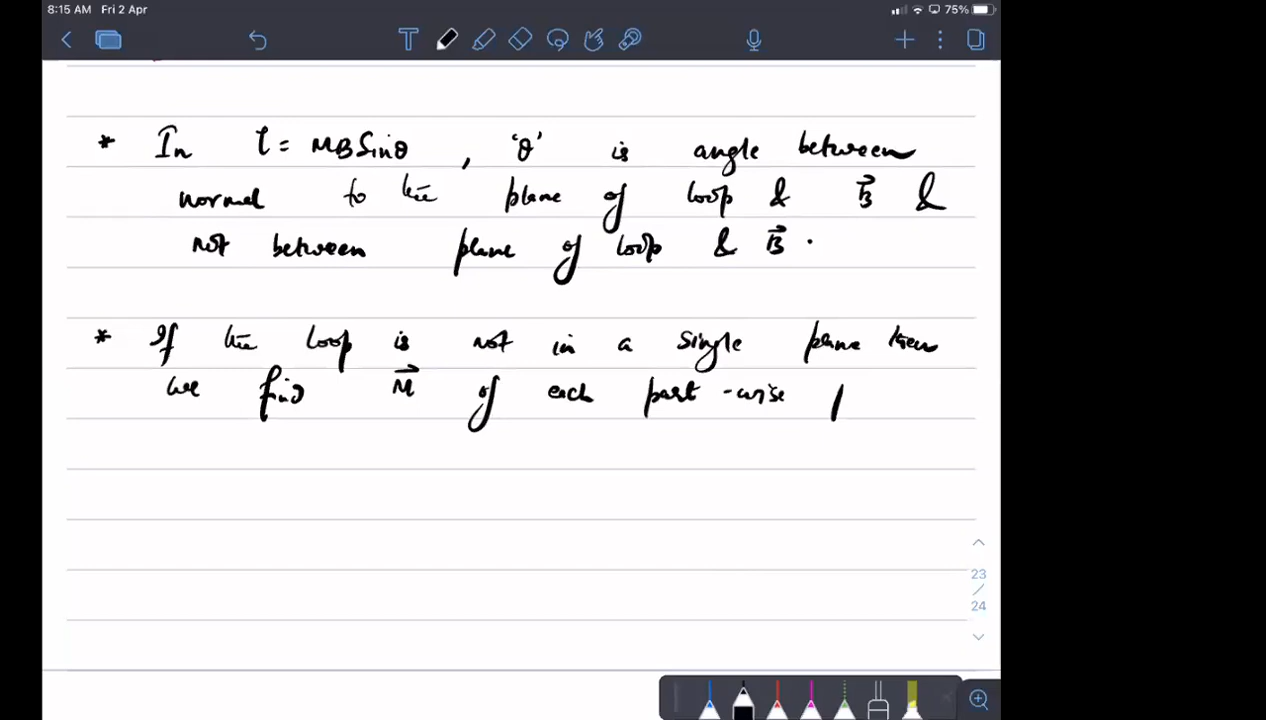 8:15 AM Fri 2 Apr
75%
* In τ = MB Sinθ , 'θ' is angle between
normal to the plane of loop & B⃗ &
not between plane of loop & B⃗ .
* If the loop is not in a single plane then
we find M⃗ of each part-wise
23
/
24